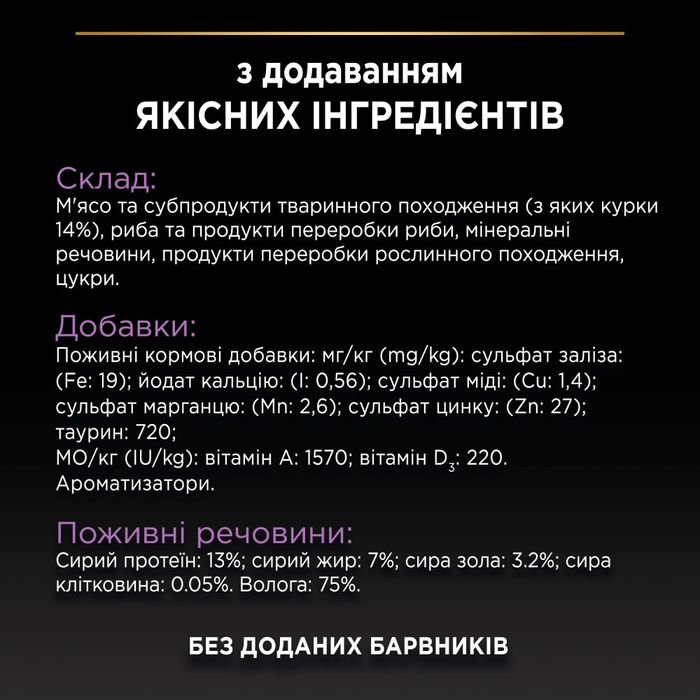 з додаванням
ЯКІСНИХ ІНГРЕДІЄНТІВ
Склад:
М'ясо та субпродукти тваринного походження (з яких курки
14%), риба та продукти переробки риби, мінеральні
речовини, продукти переробки рослинного походження,
цукри.
Добавки:
Поживні кормові добавки: мг/кг (mg/kg): сульфат заліза:
(Fe: 19); йодат кальцію: (I: 0,56); сульфат міді: (Cu: 1,4);
сульфат марганцю: (Mn: 2,6); сульфат цинку: (Zn: 27);
таурин: 720;
МО/кг (IU/kg): вітамін А: 1570; вітамін D₃: 220.
Ароматизатори.
Поживні речовини:
Сирий протеїн: 13%; сирий жир: 7%; сира зола: 3.2%; сира
клітковина: 0.05%. Волога: 75%.
БЕЗ ДОДАНИХ БАРВНИКІВ